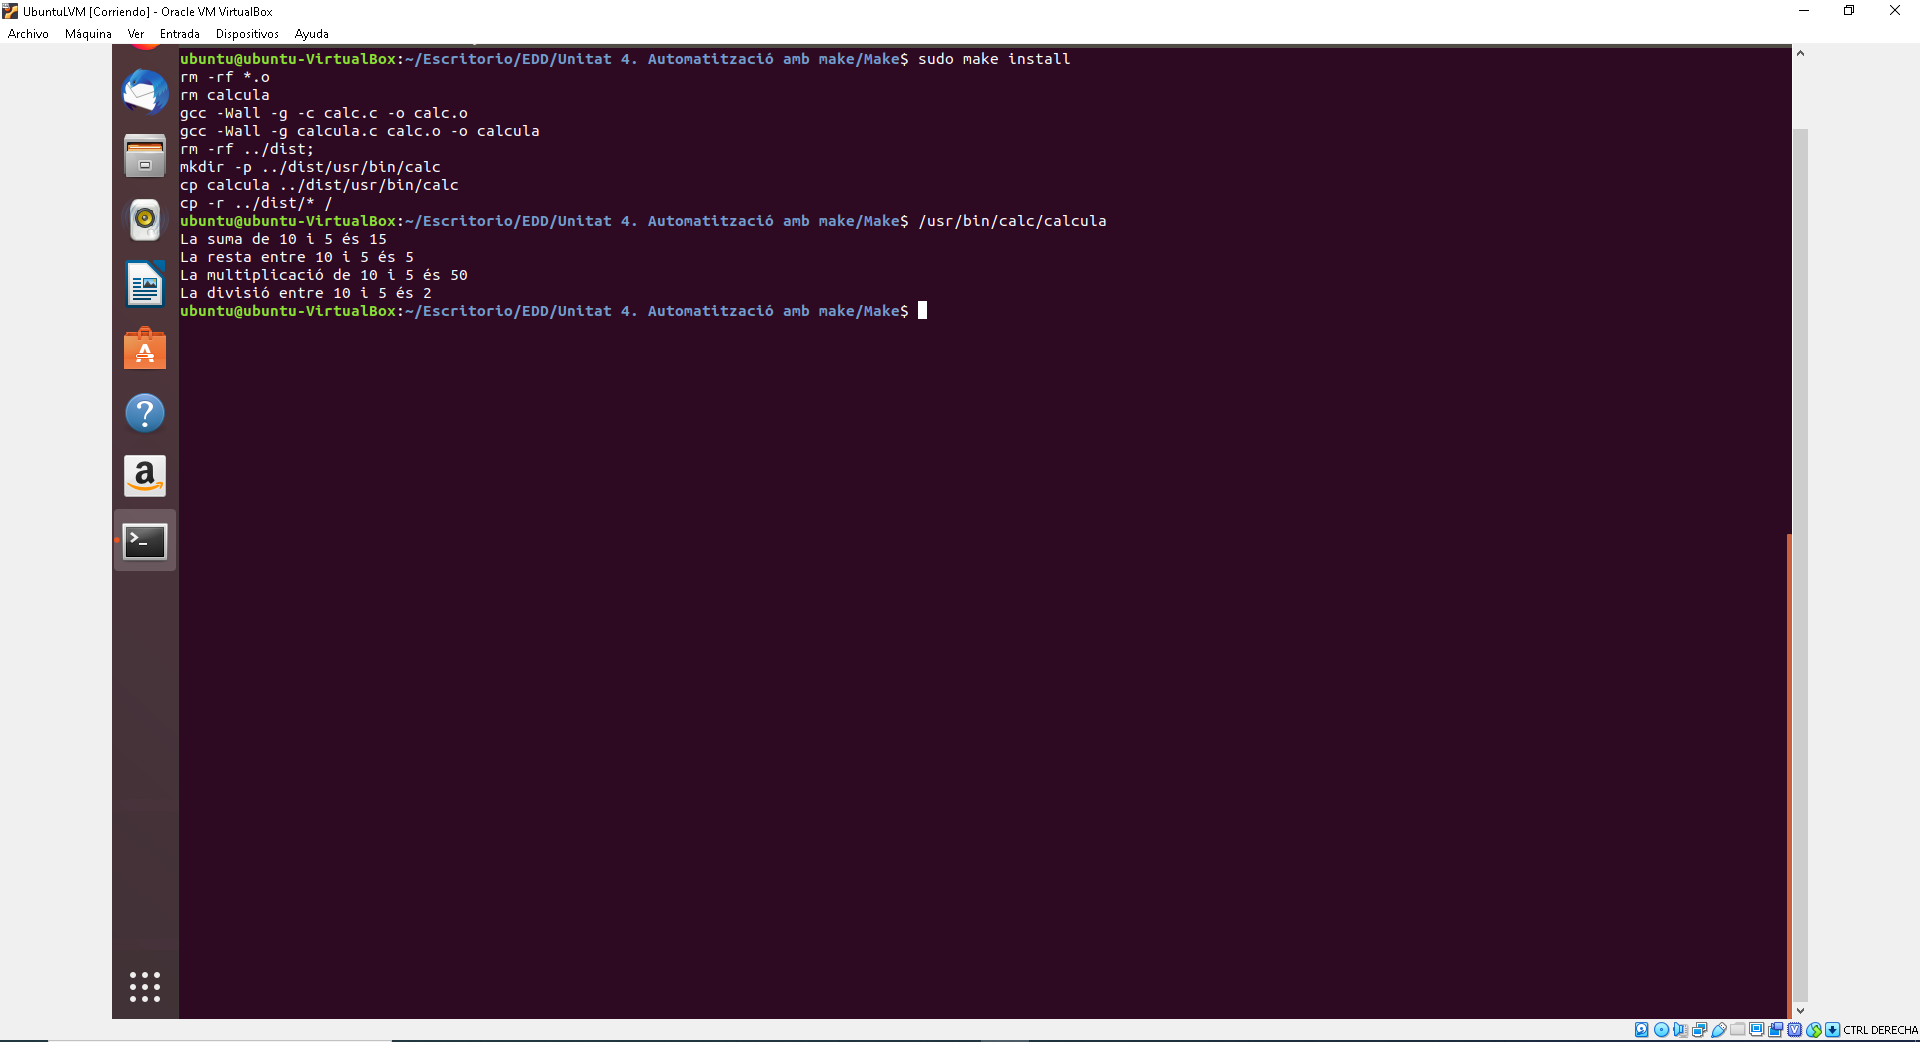 UbuntuLVM [Corriendo] - Oracle VM VirtualBox
Archivo Máquina Ver Entrada Dispositivos Ayuda
ubuntu@ubuntu-VirtualBox:~/Escritorio/EDD/Unitat 4. Automatització amb make/Make$ sudo make install
rm -rf *.o
rm calcula
gcc -Wall -g -c calc.c -o calc.o
gcc -Wall -g calcula.c calc.o -o calcula
rm -rf ../dist;
mkdir -p ../dist/usr/bin/calc
cp calcula ../dist/usr/bin/calc
cp -r ../dist/* /
ubuntu@ubuntu-VirtualBox:~/Escritorio/EDD/Unitat 4. Automatització amb make/Make$ /usr/bin/calc/calcula
La suma de 10 i 5 és 15
La resta entre 10 i 5 és 5
La multiplicació de 10 i 5 és 50
La divisió entre 10 i 5 és 2
ubuntu@ubuntu-VirtualBox:~/Escritorio/EDD/Unitat 4. Automatització amb make/Make$
CTRL DERECHA